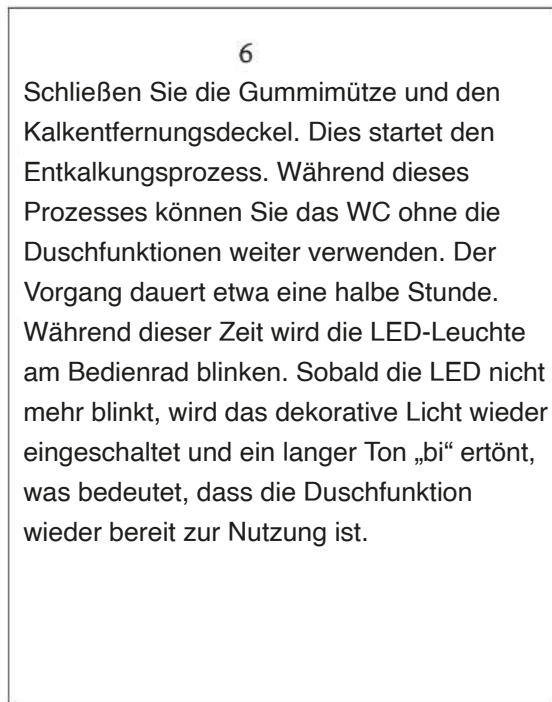 6
Schließen Sie die Gummimütze und den
Kalkentfernungsdeckel. Dies startet den
Entkalkungsprozess. Während dieses
Prozesses können Sie das WC ohne die
Duschfunktionen weiter verwenden. Der
Vorgang dauert etwa eine halbe Stunde.
Während dieser Zeit wird die LED-Leuchte
am Bedienrad blinken. Sobald die LED nicht
mehr blinkt, wird das dekorative Licht wieder
eingeschaltet und ein langer Ton „bi“ ertönt,
was bedeutet, dass die Duschfunktion
wieder bereit zur Nutzung ist.